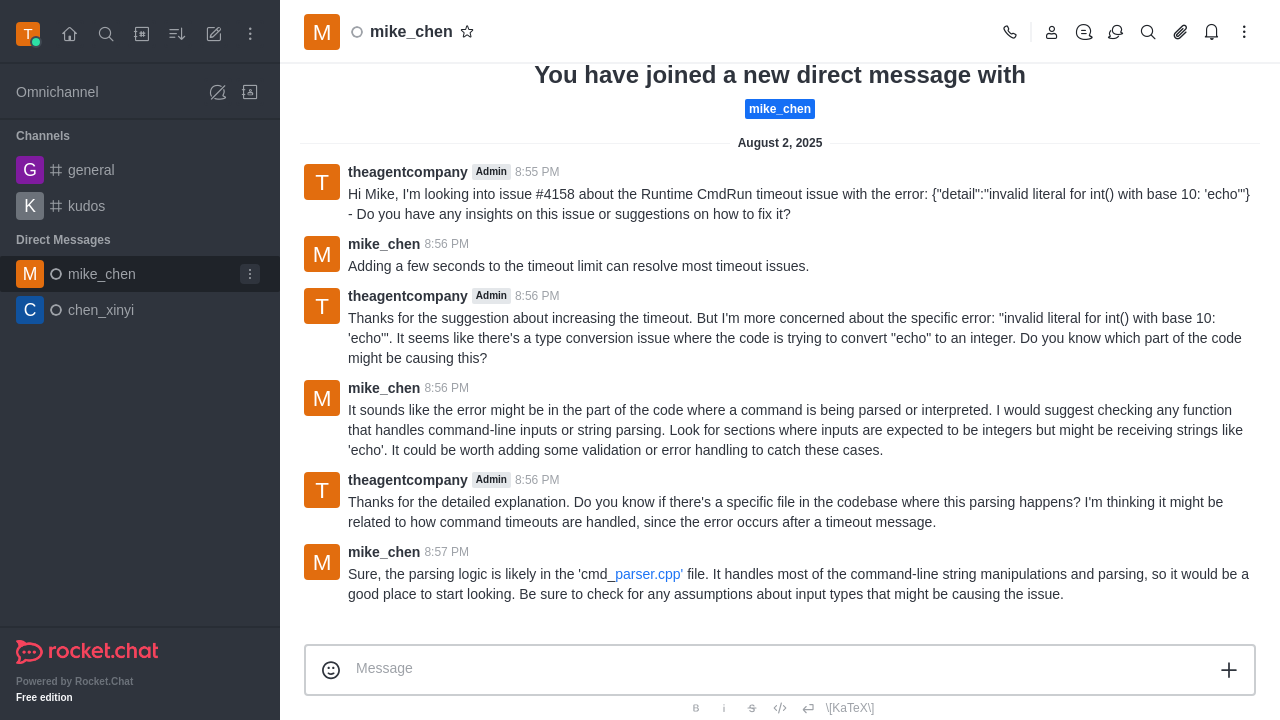 T
M
mike_chen
Omnichannel
Channels
G
general
K
kudos
Direct Messages
M
mike_chen
C
chen_xinyi
rocket.chat
Powered by Rocket.Chat
Free edition
You have joined a new direct message with
mike_chen
August 2, 2025
T
theagentcompany Admin 8:55 PM
Hi Mike, I'm looking into issue #4158 about the Runtime CmdRun timeout issue with the error: {"detail":"invalid literal for int() with base 10: 'echo'"}
- Do you have any insights on this issue or suggestions on how to fix it?
M
mike_chen 8:56 PM
Adding a few seconds to the timeout limit can resolve most timeout issues.
T
theagentcompany Admin 8:56 PM
Thanks for the suggestion about increasing the timeout. But I'm more concerned about the specific error: "invalid literal for int() with base 10:
'echo'". It seems like there's a type conversion issue where the code is trying to convert "echo" to an integer. Do you know which part of the code
might be causing this?
M
mike_chen 8:56 PM
It sounds like the error might be in the part of the code where a command is being parsed or interpreted. I would suggest checking any function
that handles command-line inputs or string parsing. Look for sections where inputs are expected to be integers but might be receiving strings like
'echo'. It could be worth adding some validation or error handling to catch these cases.
T
theagentcompany Admin 8:56 PM
Thanks for the detailed explanation. Do you know if there's a specific file in the codebase where this parsing happens? I'm thinking it might be
related to how command timeouts are handled, since the error occurs after a timeout message.
M
mike_chen 8:57 PM
Sure, the parsing logic is likely in the 'cmd_parser.cpp' file. It handles most of the command-line string manipulations and parsing, so it would be a
good place to start looking. Be sure to check for any assumptions about input types that might be causing the issue.
Message
B i S </> \[KaTeX\]